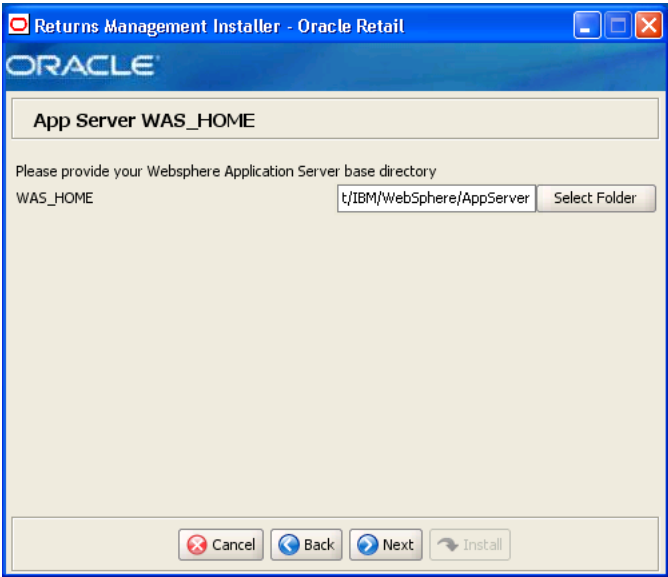 Returns Management Installer - Oracle Retail
ORACLE
App Server WAS_HOME
Please provide your Websphere Application Server base directory
WAS_HOME t/IBM/WebSphere/AppServer Select Folder
Cancel Back Next Install